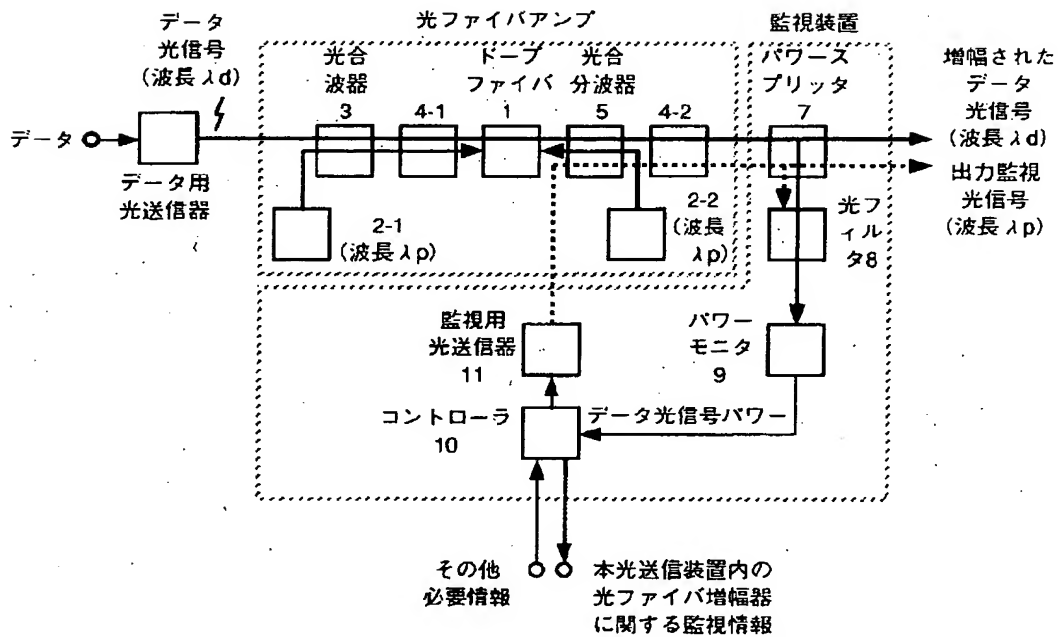 光ファイバアンプ
監視装置
データ
光信号
(波長λd)
光合
波器
3
4-1
ドープ
ファイバ
1
光合
分波器
5
4-2
パワース
プリッタ
7
増幅された
データ
光信号
(波長λd)
データ
データ用
光送信器
2-1
(波長λp)
2-2
(波長
λp)
光フ
ィル
タ8
出力監視
光信号
(波長λp)
監視用
光送信器
11
パワー
モニタ
9
コントローラ
10
データ光信号パワー
その他
必要情報
本光送信装置内の
光ファイバ増幅器
に関する監視情報